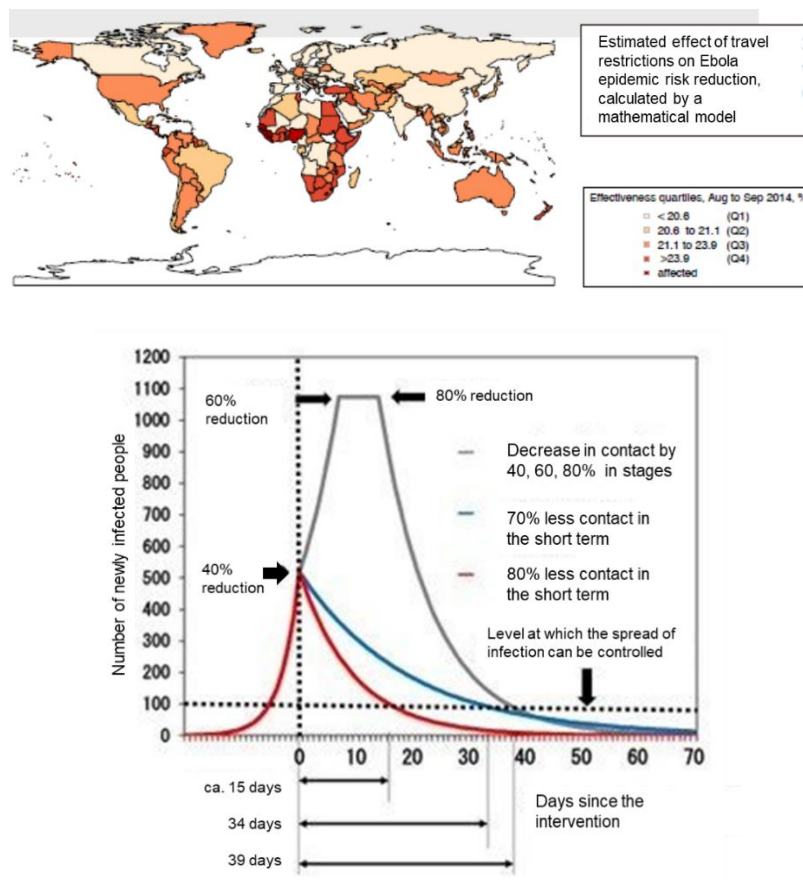 Estimated effect of travel
restrictions on Ebola
epidemic risk reduction,
calculated by a
mathematical model
Effectiveness quartiles, Aug to Sep 2014, %
< 20.6 (Q1)
20.6 to 21.1 (Q2)
21.1 to 23.9 (Q3)
>23.9 (Q4)
affected
Number of newly infected people
1200
1100
1000
900
800
700
600
500
400
300
200
100
0
60%
reduction
80% reduction
Decrease in contact by
40, 60, 80% in stages
70% less contact in
the short term
40%
reduction
80% less contact in
the short term
Level at which the spread of
infection can be controlled
0 10 20 30 40 50 60 70
ca. 15 days
34 days
39 days
Days since the
intervention